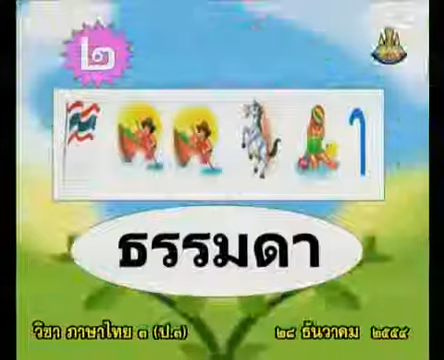 ๒
า
ธรรมดา
วิชา ภาษาไทย ๓ (ป.๓) ๒๘ ธันวาคม ๒๕๕๔